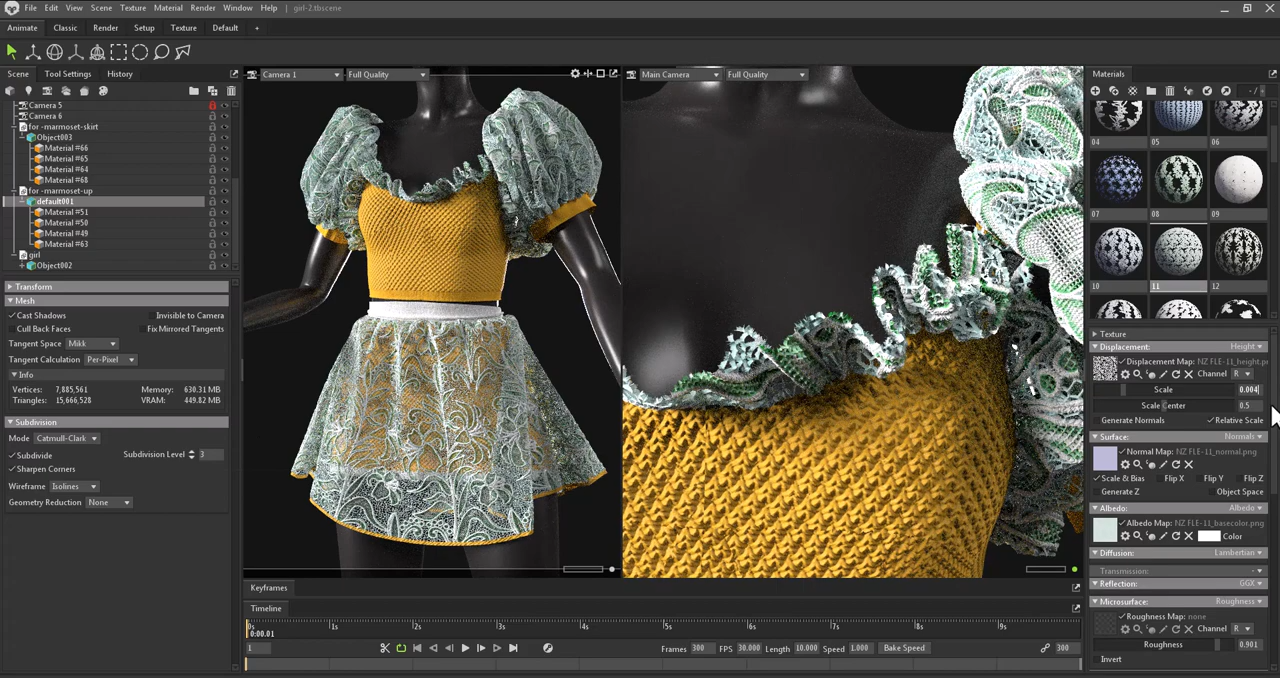 File Edit View Scene Texture Material Render Window Help girl-2.tbscene
Animate Classic Render Setup Texture Default +
Scene Tool Settings History
Camera 5
Camera 6
for -marmoset-skirt
Object003
Material #66
Material #65
Material #64
Material #68
for -marmoset-up
default001
Material #51
Material #50
Material #49
Material #63
girl
Object002
Transform
Mesh
Cast Shadows Invisible to Camera
Cull Back Faces Fix Mirrored Tangents
Tangent Space Mikk
Tangent Calculation Per-Pixel
Info
Vertices: 7,885,561 Memory: 630.31 MB
Triangles: 15,666,528 VRAM: 449.82 MB
Subdivision
Mode Catmull-Clark
Subdivide Subdivision Level 3
Sharpen Corners
Wireframe Isolines
Geometry Reduction None
Camera 1 Full Quality
Main Camera Full Quality
Keyframes
Timeline
0s 1s 2s 3s 4s 5s 6s 7s 8s 9s
0:00.01
1 Frames 300 FPS 30.000 Length 10.000 Speed 1.000 Bake Speed 300
Materials
04 05 06
07 08 09
10 11 12
Texture
Displacement: Height
Displacement Map: NZ FLE-11_height.pn
Channel R
Scale 0.004
Scale Center 0.5
Generate Normals Relative Scale
Surface: Normals
Normal Map: NZ FLE-11_normal.png
Scale & Bias Flip X Flip Y Flip Z
Generate Z Object Space
Albedo: Albedo
Albedo Map: NZ FLE-11_basecolor.png
Color
Diffusion: Lambertian
Transmission:
Reflection: GGX
Microsurface: Roughness
Roughness Map: none
Channel R
Roughness 0.901
Invert